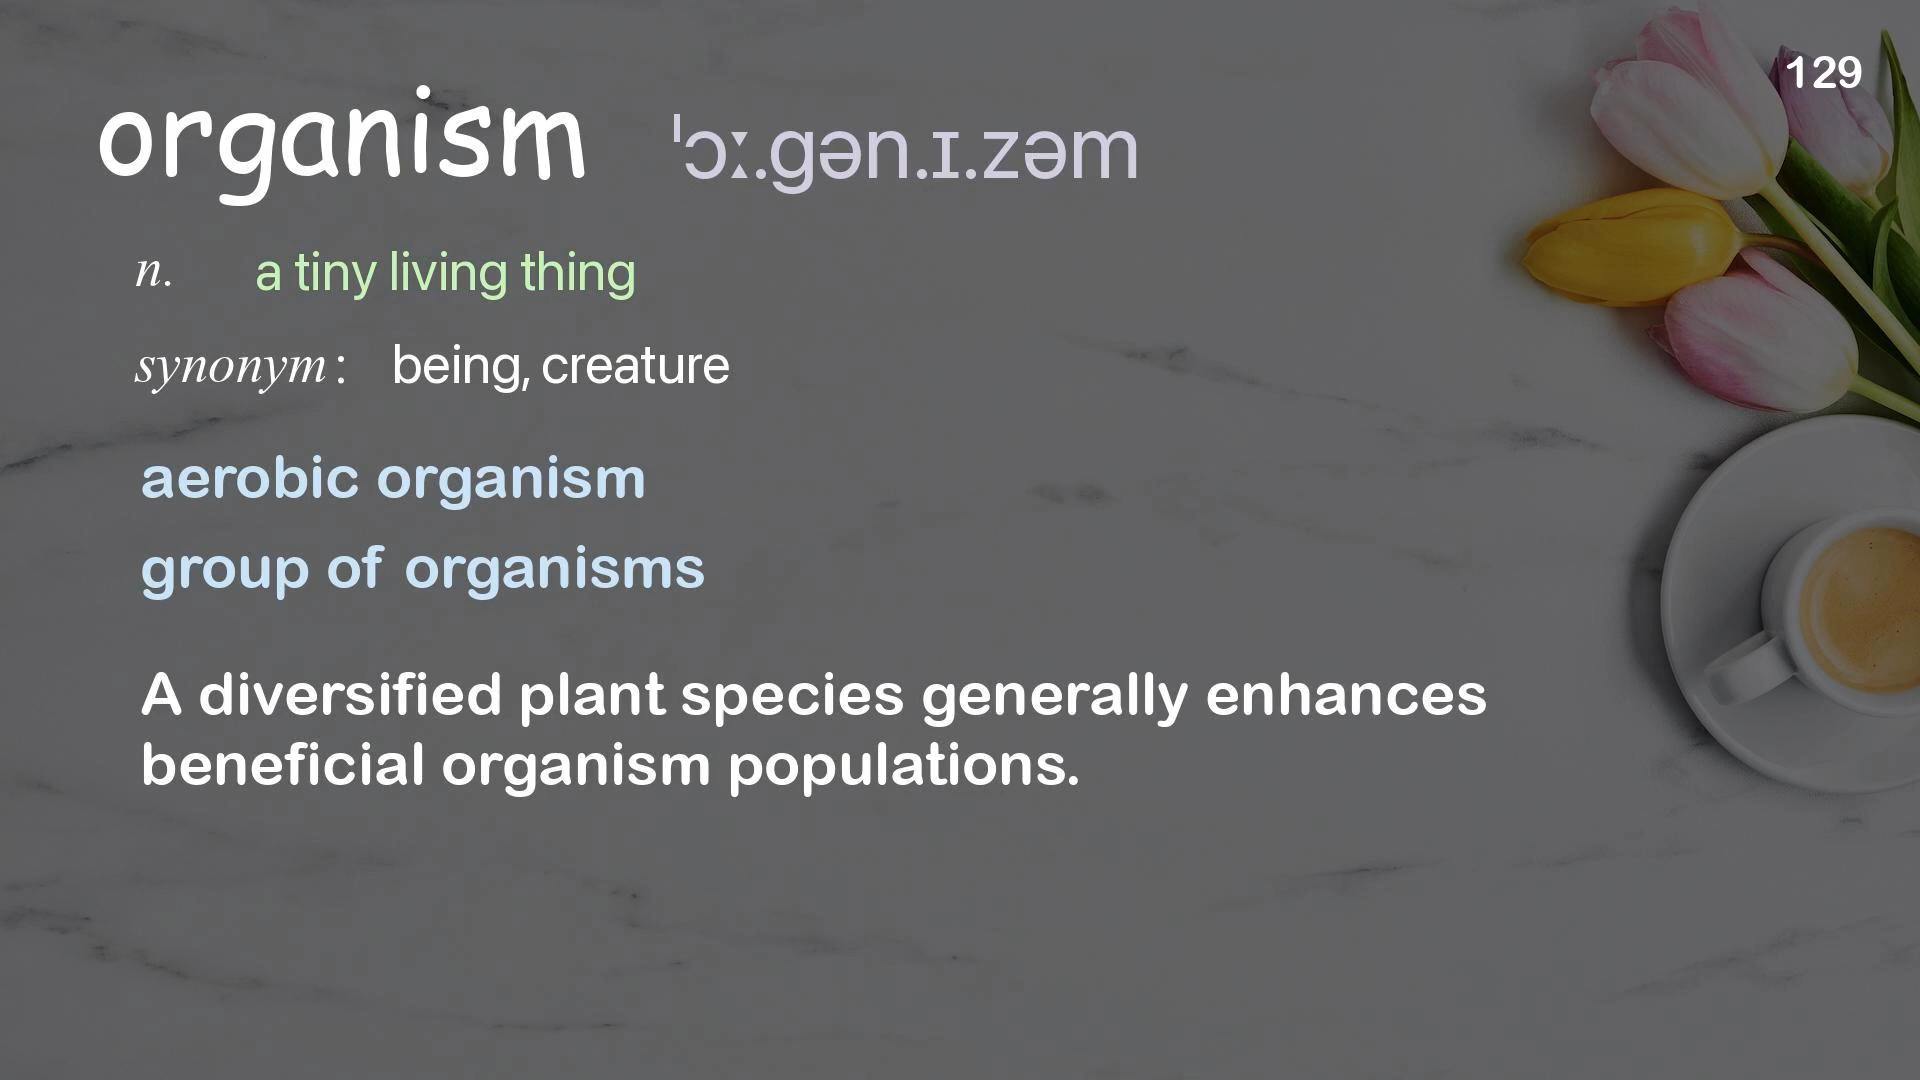 129
organism ˈɔː.gən.ɪ.zəm
n. a tiny living thing
synonym: being, creature
aerobic organism
group of organisms
A diversified plant species generally enhances
beneficial organism populations.